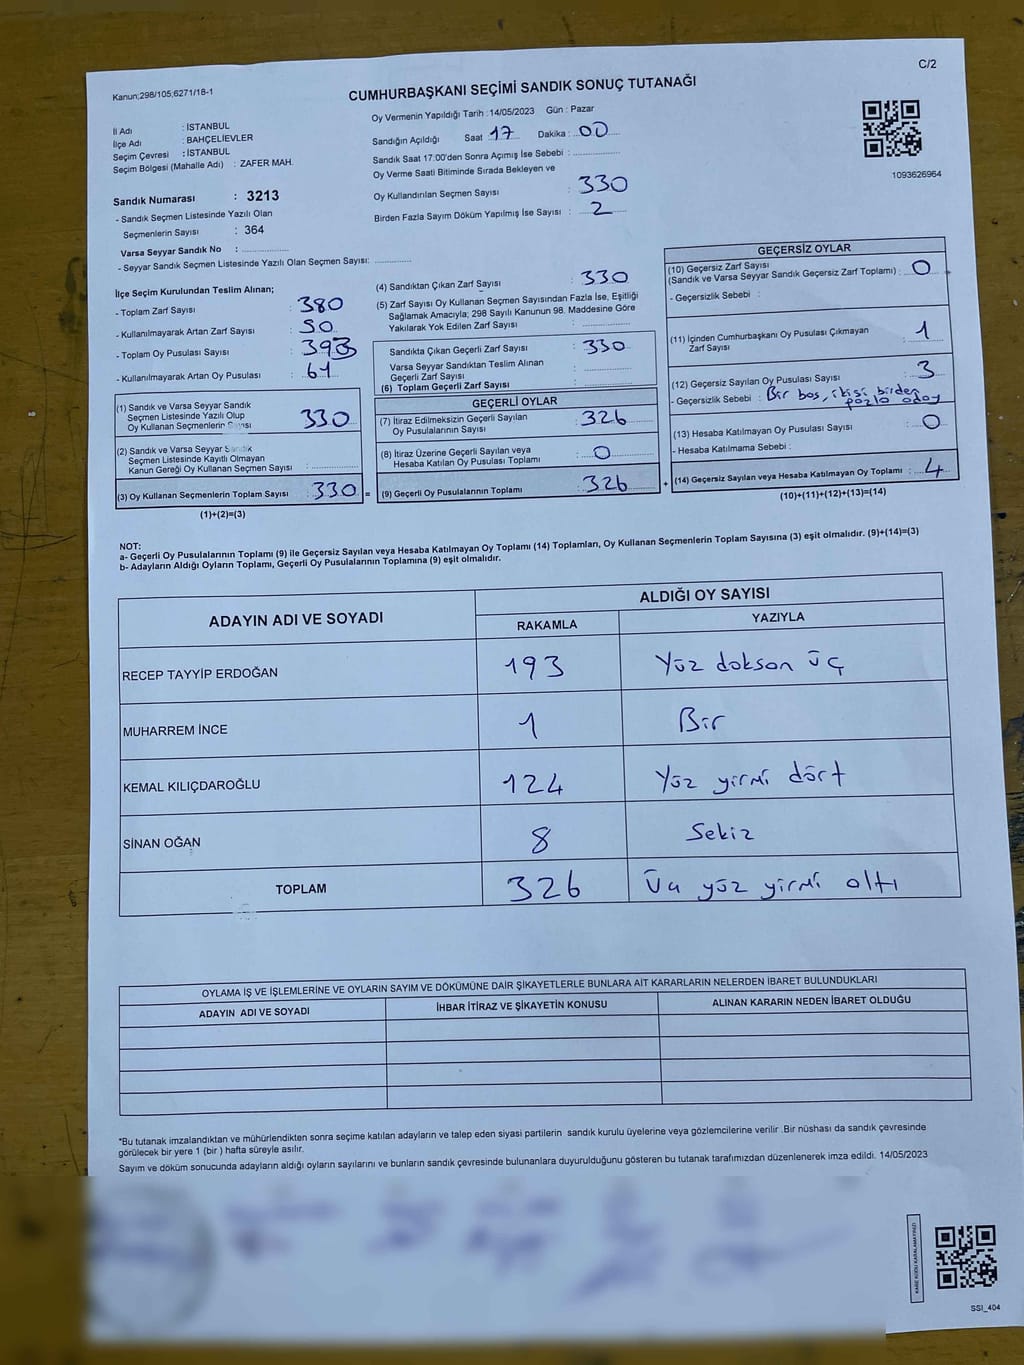 C/2
Kanun;298/105;6271/18-1
CUMHURBAŞKANI SEÇİMİ SANDIK SONUÇ TUTANAĞI
İl Adı : İSTANBUL
İlçe Adı : BAHÇELİEVLER
Seçim Çevresi : İSTANBUL
Seçim Bölgesi (Mahalle Adı) : ZAFER MAH.
Sandık Numarası : 3213
- Sandık Seçmen Listesinde Yazılı Olan
Seçmenlerin Sayısı : 364
Varsa Seyyar Sandık No :
- Seyyar Sandık Seçmen Listesinde Yazılı Olan Seçmen Sayısı:
Oy Vermenin Yapıldığı Tarih : 14/05/2023 Gün : Pazar
Sandığın Açıldığı Saat 17 Dakika : 00
Sandık Saat 17:00'den Sonra Açımış İse Sebebi :
Oy Verme Saati Bitiminde Sırada Bekleyen ve
Oy Kullandırılan Seçmen Sayısı : 330
Birden Fazla Sayım Döküm Yapılmış İse Sayısı : 2
1093626964
İlçe Seçim Kurulundan Teslim Alınan;
- Toplam Zarf Sayısı : 380
- Kullanılmayarak Artan Zarf Sayısı : 50
- Toplam Oy Pusulası Sayısı : 393
- Kullanılmayarak Artan Oy Pusulası :
(1) Sandık ve Varsa Seyyar Sandık
Seçmen Listesinde Yazılı Olup
Oy Kullanan Seçmenlerin Sayısı 330
(2) Sandık ve Varsa Seyyar Sandık
Seçmen Listesinde Kayıtlı Olmayan
Kanun Gereği Oy Kullanan Seçmen Sayısı :
(3) Oy Kullanan Seçmenlerin Toplam Sayısı : 330 =
(1)+(2)=(3)
(4) Sandıktan Çıkan Zarf Sayısı : 330
(5) Zarf Sayısı Oy Kullanan Seçmen Sayısından Fazla İse, Eşitliği
Sağlamak Amacıyla; 298 Sayılı Kanunun 98. Maddesine Göre
Yakılarak Yok Edilen Zarf Sayısı :
Sandıkta Çıkan Geçerli Zarf Sayısı : 330
Varsa Seyyar Sandıktan Teslim Alınan
Geçerli Zarf Sayısı :
(6) Toplam Geçerli Zarf Sayısı :
GEÇERLİ OYLAR
(7) İtiraz Edilmeksizin Geçerli Sayılan
Oy Pusulalarının Sayısı : 326
(8) İtiraz Üzerine Geçerli Sayılan veya
Hesaba Katılan Oy Pusulası Toplamı : 0
(9) Geçerli Oy Pusulalarının Toplamı : 326 +
GEÇERSİZ OYLAR
(10) Geçersiz Zarf Sayısı
(Sandık ve Varsa Seyyar Sandık Geçersiz Zarf Toplamı) : 0
- Geçersizlik Sebebi :
(11) İçinden Cumhurbaşkanı Oy Pusulası Çıkmayan
Zarf Sayısı : 1
(12) Geçersiz Sayılan Oy Pusulası Sayısı : 3
- Geçersizlik Sebebi : Bir boş, ikisi birden
fazla aday
(13) Hesaba Katılmayan Oy Pusulası Sayısı : 0
- Hesaba Katılmama Sebebi :
(14) Geçersiz Sayılan veya Hesaba Katılmayan Oy Toplamı : 4
(10)+(11)+(12)+(13)=(14)
NOT:
a- Geçerli Oy Pusulalarının Toplamı (9) ile Geçersiz Sayılan veya Hesaba Katılmayan Oy Toplamı (14) Toplamları, Oy Kullanan Seçmenlerin Toplam Sayısına (3) eşit olmalıdır. (9)+(14)=(3)
b- Adayların Aldığı Oyların Toplamı, Geçerli Oy Pusulalarının Toplamına (9) eşit olmalıdır.
ADAYIN ADI VE SOYADI ALDIĞI OY SAYISI
RAKAMLA YAZIYLA
RECEP TAYYİP ERDOĞAN 193 Yüz doksan üç
MUHARREM İNCE 1 Bir
KEMAL KILIÇDAROĞLU 124 Yüz yirmi dört
SİNAN OĞAN 8 Sekiz
TOPLAM 326 Üç yüz yirmi altı
OYLAMA İŞ VE İŞLEMLERİNE VE OYLARIN SAYIM VE DÖKÜMÜNE DAİR ŞİKAYETLERLE BUNLARA AİT KARARLARIN NELERDEN İBARET BULUNDUKLARI
ADAYIN ADI VE SOYADI İHBAR İTİRAZ VE ŞİKAYETİN KONUSU ALINAN KARARIN NEDEN İBARET OLDUĞU
*Bu tutanak imzalandıktan ve mühürlendikten sonra seçime katılan adayların ve talep eden siyasi partilerin sandık kurulu üyelerine veya gözlemcilerine verilir .Bir nüshası da sandık çevresinde
görülecek bir yere 1 (bir ) hafta süreyle asılır.
Sayım ve döküm sonucunda adayların aldığı oyların sayılarını ve bunların sandık çevresinde bulunanlara duyurulduğunu gösteren bu tutanak tarafımızdan düzenlenerek imza edildi. 14/05/2023
KARE KODU KARALAMAYINIZ!
SSI_404